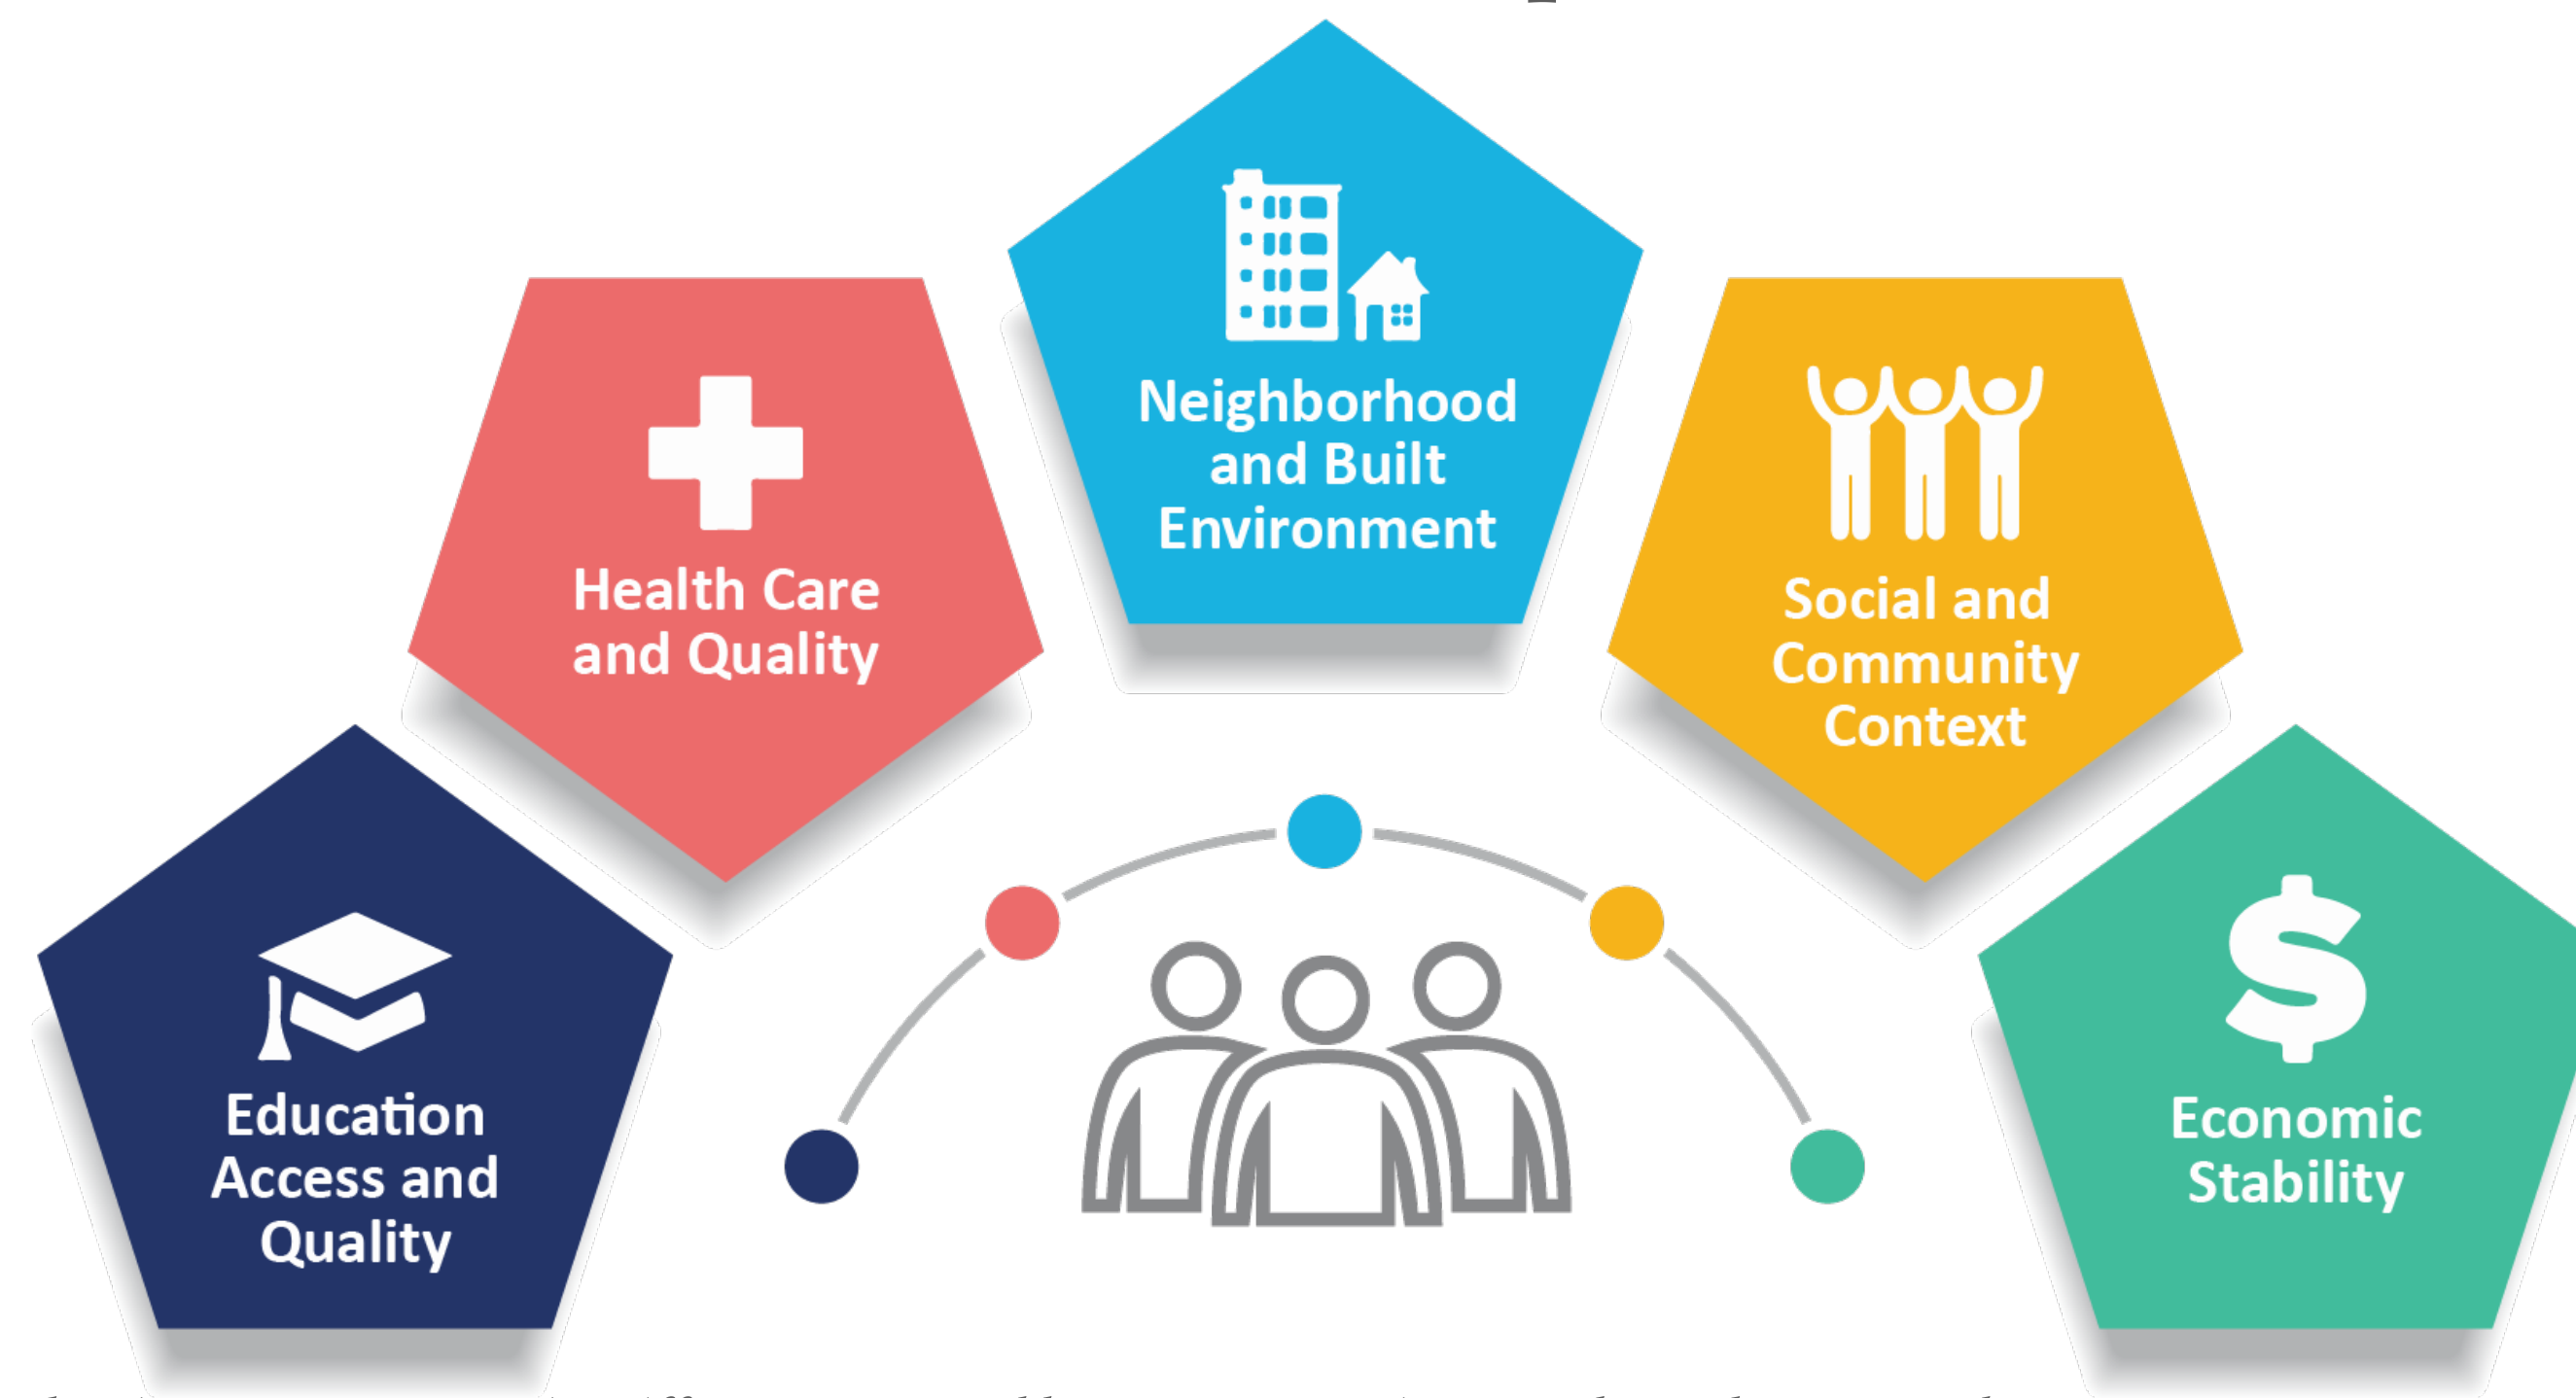 Neighborhood
and Built
Environment
Health Care
and Quality
Social and
Community
Context
Education
Access and
Quality
Economic
Stability